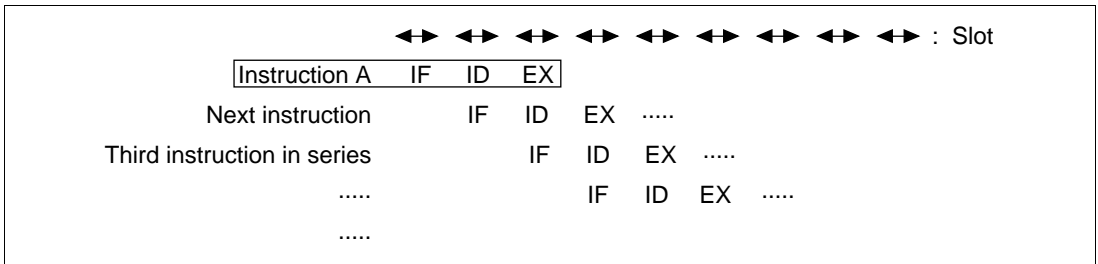 : Slot
Instruction A IF ID EX
Next instruction IF ID EX .....
Third instruction in series IF ID EX .....
..... IF ID EX .....
.....